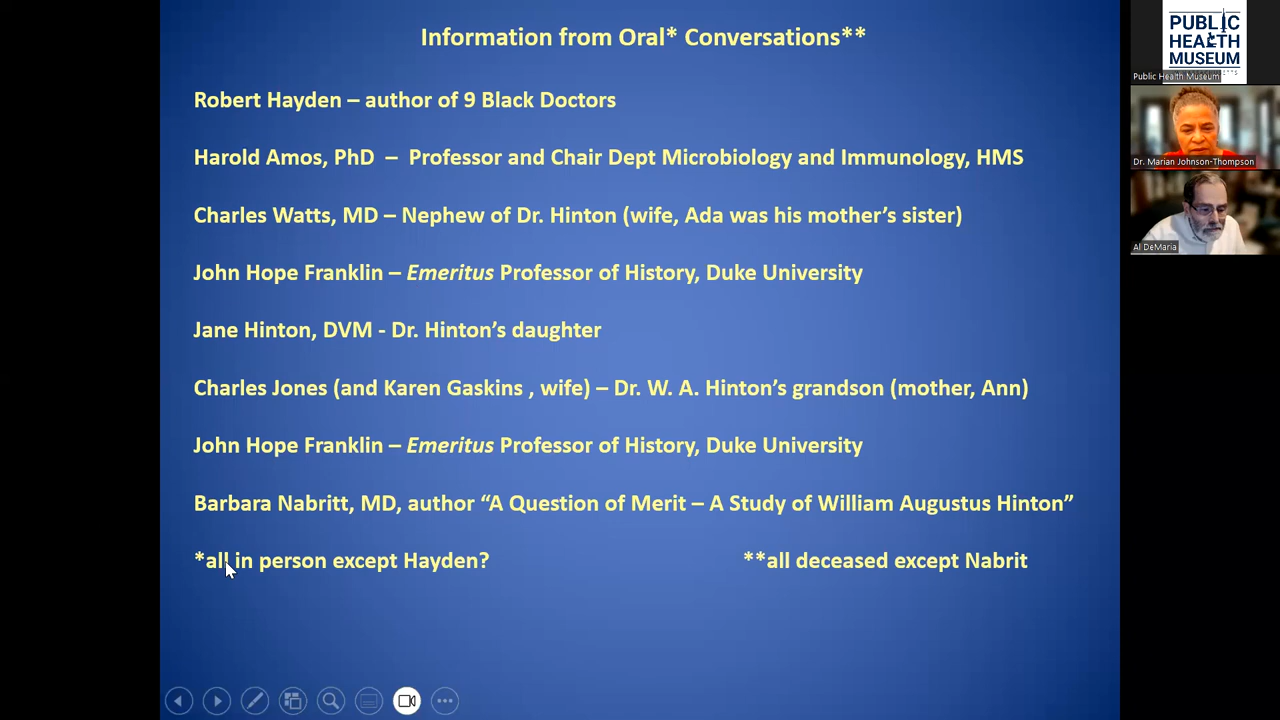 Information from Oral* Conversations**
Robert Hayden – author of 9 Black Doctors
Harold Amos, PhD – Professor and Chair Dept Microbiology and Immunology, HMS
Charles Watts, MD – Nephew of Dr. Hinton (wife, Ada was his mother’s sister)
John Hope Franklin – Emeritus Professor of History, Duke University
Jane Hinton, DVM - Dr. Hinton’s daughter
Charles Jones (and Karen Gaskins , wife) – Dr. W. A. Hinton’s grandson (mother, Ann)
John Hope Franklin – Emeritus Professor of History, Duke University
Barbara Nabritt, MD, author “A Question of Merit – A Study of William Augustus Hinton”
*all in person except Hayden? **all deceased except Nabrit
PUBLIC
HEALTH
MUSEUM
Public Health Museum
Dr. Marian Johnson-Thompson
Al DeMaria